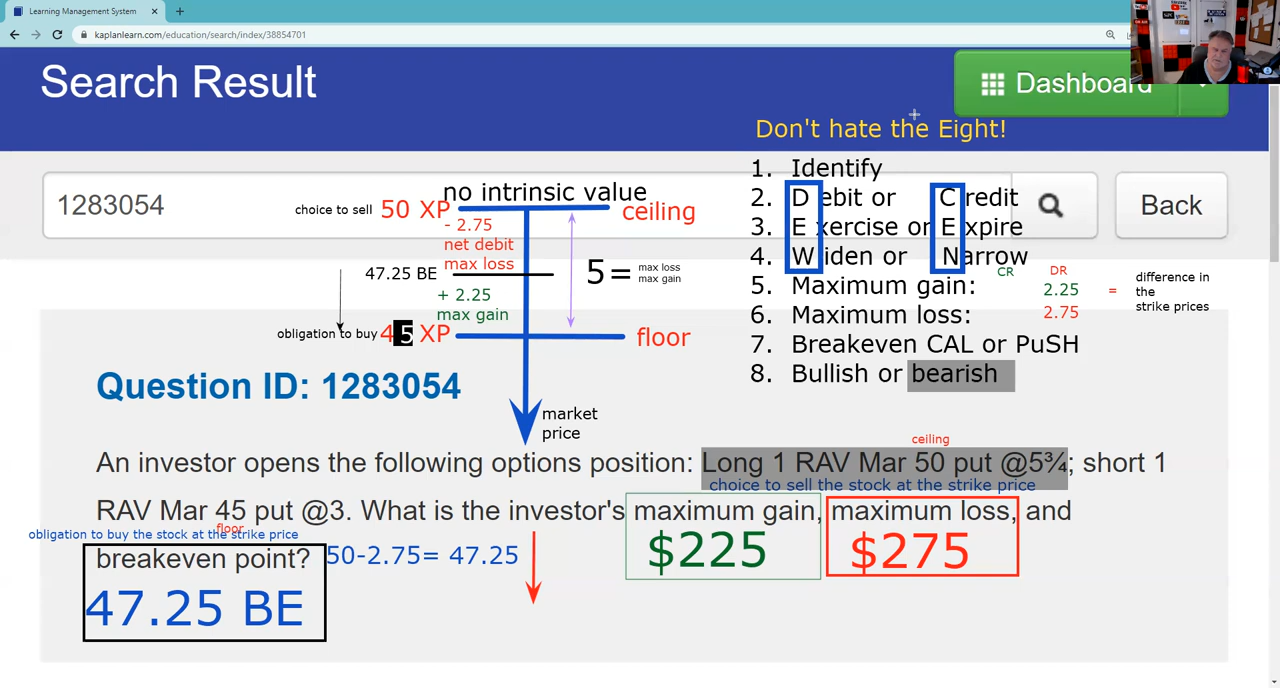 Learning Management System
kaplanlearn.com/education/search/index/38854701
Search Result
Dashboard
Don't hate the Eight!
1283054
Back
no intrinsic value
choice to sell 50 XP ceiling
- 2.75
net debit
max loss
47.25 BE
5 = max loss
max gain
+ 2.25
max gain
obligation to buy 45 XP floor
market
price
1. Identify
2. Debit or Credit
3. Exercise or Expire
4. Widen or Narrow
CR DR
5. Maximum gain: 2.25
6. Maximum loss: 2.75
= difference in
the
strike prices
7. Breakeven CAL or PuSH
8. Bullish or bearish
Question ID: 1283054
ceiling
An investor opens the following options position: Long 1 RAV Mar 50 put @5¾; short 1
choice to sell the stock at the strike price
RAV Mar 45 put @3. What is the investor's maximum gain, maximum loss, and
floor
obligation to buy the stock at the strike price
breakeven point? 50-2.75= 47.25
$225 $275
47.25 BE